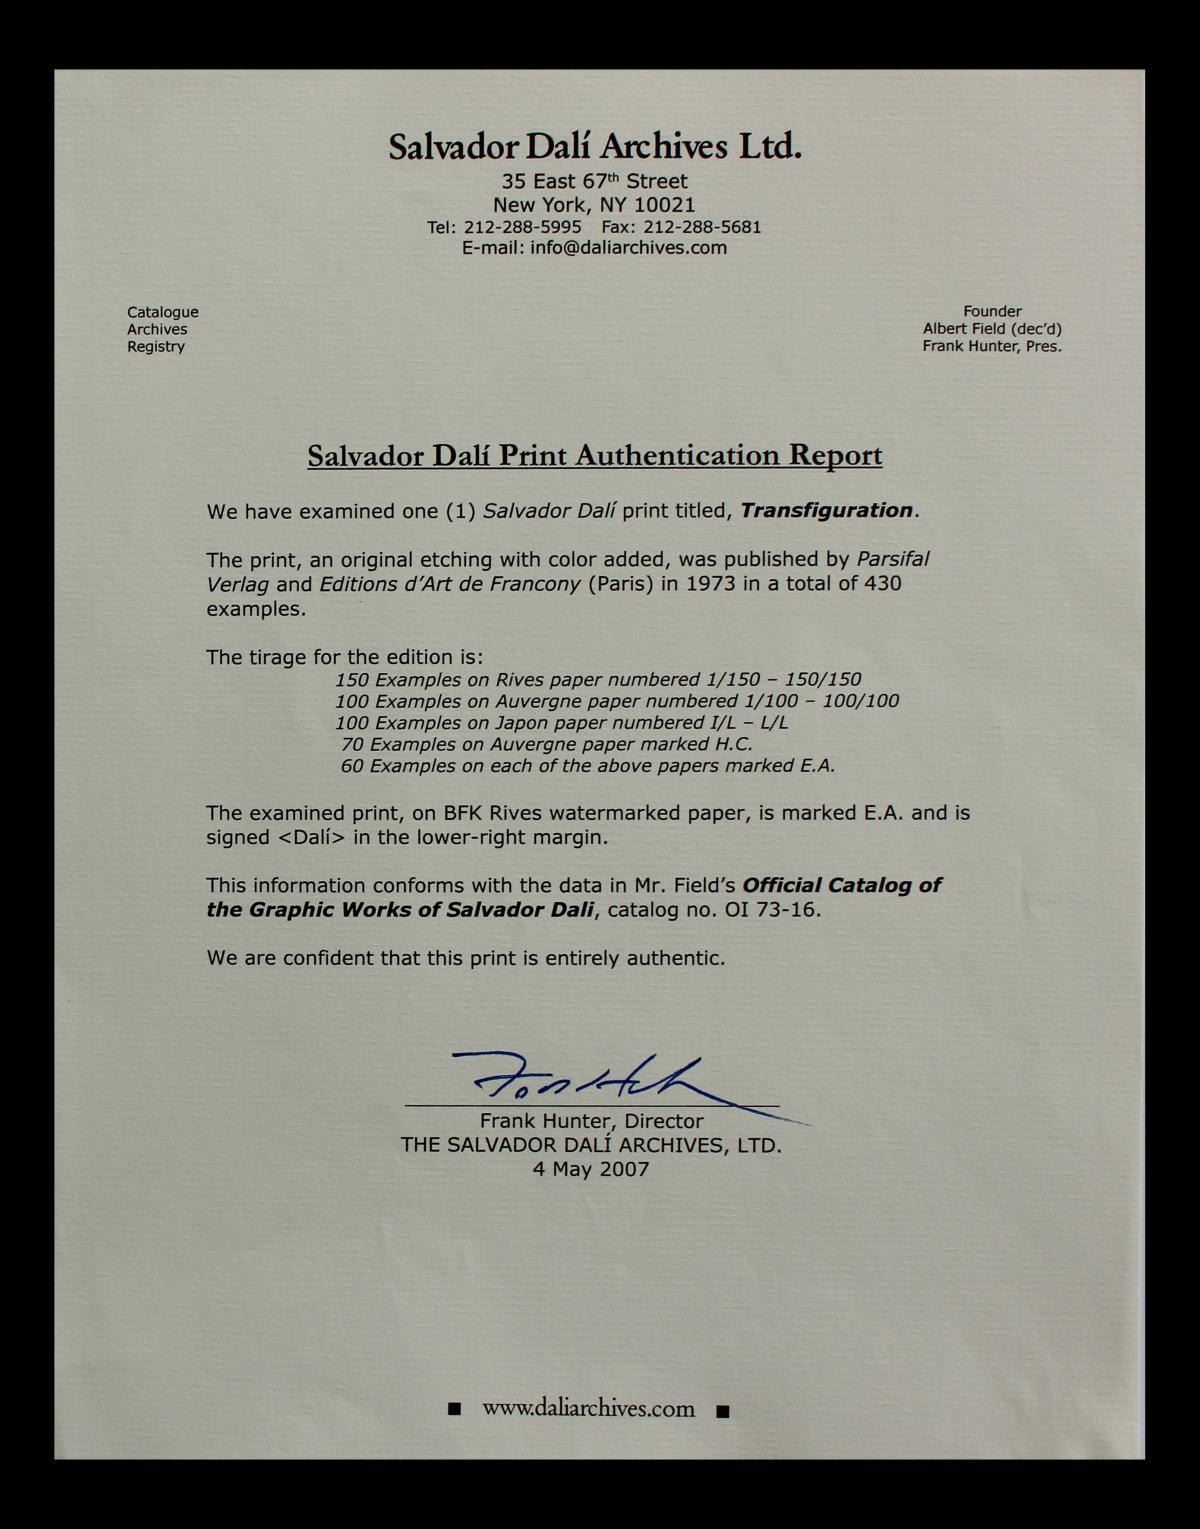 Salvador Dalí Archives Ltd.
35 East 67th Street
New York, NY 10021
Tel: 212-288-5995 Fax: 212-288-5681
E-mail: info@daliarchives.com
Catalogue
Archives
Registry
Founder
Albert Field (dec'd)
Frank Hunter, Pres.
Salvador Dalí Print Authentication Report
We have examined one (1) Salvador Dalí print titled, Transfiguration.
The print, an original etching with color added, was published by Parsifal
Verlag and Editions d'Art de Francony (Paris) in 1973 in a total of 430
examples.
The tirage for the edition is:
150 Examples on Rives paper numbered 1/150 – 150/150
100 Examples on Auvergne paper numbered 1/100 – 100/100
100 Examples on Japon paper numbered I/L – L/L
70 Examples on Auvergne paper marked H.C.
60 Examples on each of the above papers marked E.A.
The examined print, on BFK Rives watermarked paper, is marked E.A. and is
signed <Dalí> in the lower-right margin.
This information conforms with the data in Mr. Field's Official Catalog of
the Graphic Works of Salvador Dali, catalog no. OI 73-16.
We are confident that this print is entirely authentic.
Frank Hunter, Director
THE SALVADOR DALÍ ARCHIVES, LTD.
4 May 2007
■ www.daliarchives.com ■